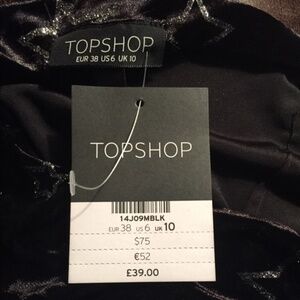 TOPSHOP
EUR 38 US 6 UK 10
TOPSHOP
14J09MBLK
EUR 38 US 6 UK 10
$75
€52
£39.00